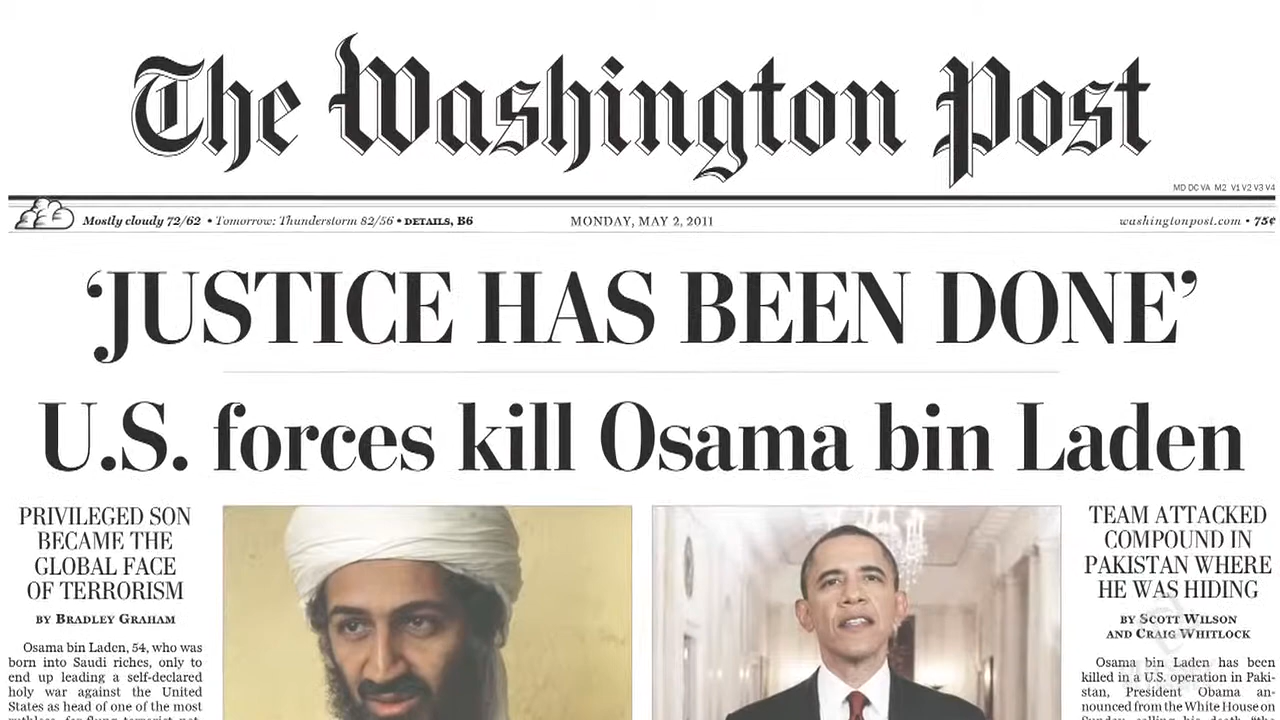 The Washington Post
MD DC VA M2 V1 V2 V3 V4
Mostly cloudy 72/62 • Tomorrow: Thunderstorm 82/56 • DETAILS, B6
MONDAY, MAY 2, 2011
washingtonpost.com • 75¢
‘JUSTICE HAS BEEN DONE’
U.S. forces kill Osama bin Laden
PRIVILEGED SON
BECAME THE
GLOBAL FACE
OF TERRORISM
BY BRADLEY GRAHAM
Osama bin Laden, 54, who was
born into Saudi riches, only to
end up leading a self-declared
holy war against the United
States as head of one of the most
TEAM ATTACKED
COMPOUND IN
PAKISTAN WHERE
HE WAS HIDING
BY SCOTT WILSON
AND CRAIG WHITLOCK
Osama bin Laden has been
killed in a U.S. operation in Paki-
stan, President Obama an-
nounced from the White House on